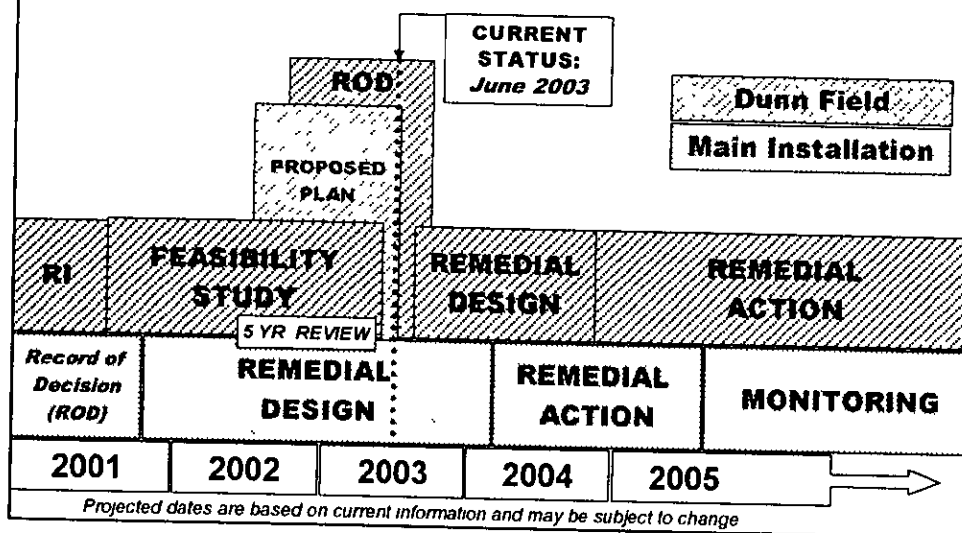 CURRENT
STATUS:
June 2003
ROD
Dunn Field
Main Installation
PROPOSED
PLAN
RI
FEASIBILITY
STUDY
REMEDIAL
DESIGN
REMEDIAL
ACTION
5 YR REVIEW
Record of
Decision
(ROD)
REMEDIAL
DESIGN
REMEDIAL
ACTION
MONITORING
2001 2002 2003 2004 2005
Projected dates are based on current information and may be subject to change